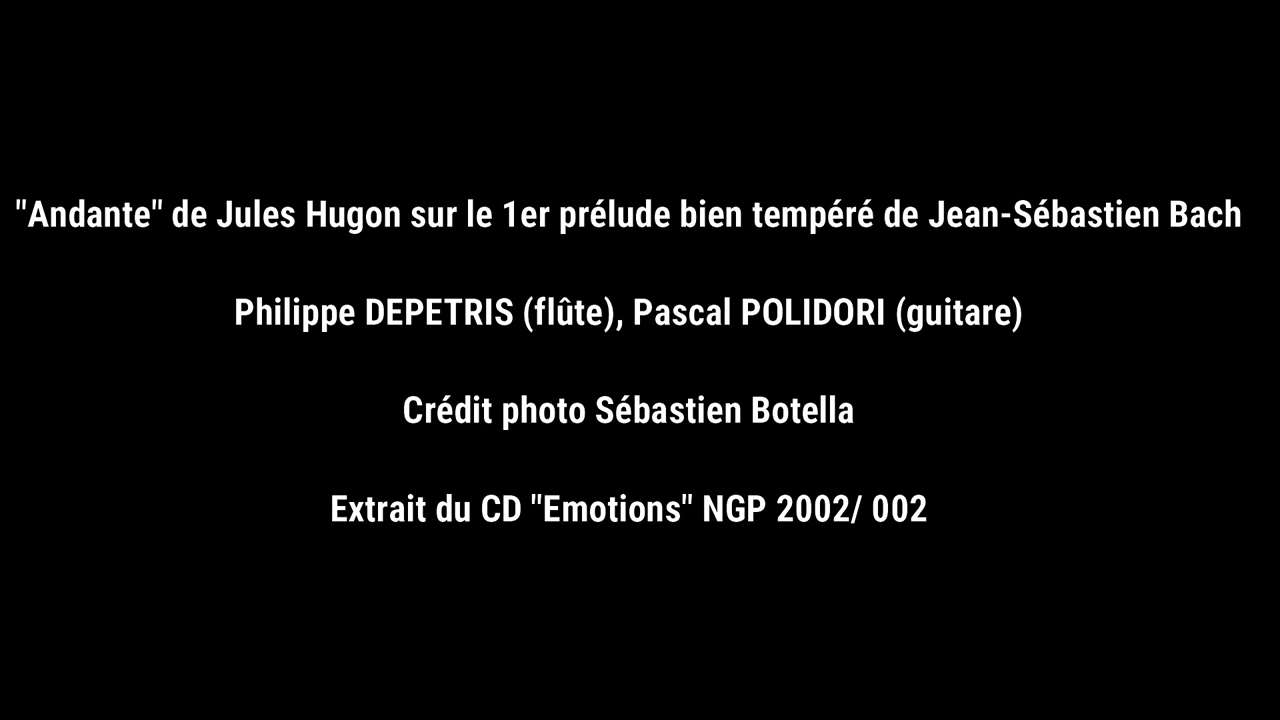 "Andante" de Jules Hugon sur le 1er prélude bien tempéré de Jean-Sébastien Bach
Philippe DEPETRIS (flûte), Pascal POLIDORI (guitare)
Crédit photo Sébastien Botella
Extrait du CD "Emotions" NGP 2002/ 002